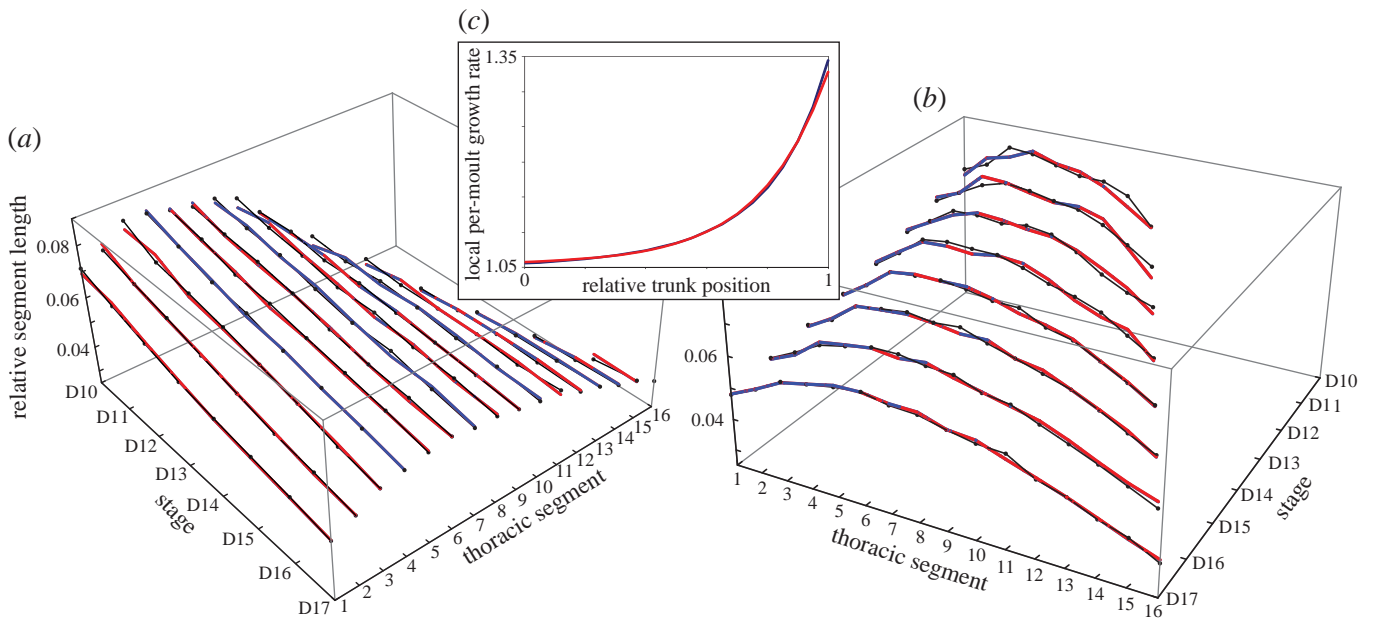 (a)
relative segment length
0.08
0.06
0.04
D10
D11
D12
D13
D14
D15
D16
D17
stage
1
2
3
4
5
6
7
8
9
10
11
12
13
14
15
16
thoracic segment
(c)
local per-moult growth rate
1.35
1.05
0
1
relative trunk position
(b)
0.06
0.04
1
2
3
4
5
6
7
8
9
10
11
12
13
14
15
16
thoracic segment
D10
D11
D12
D13
D14
D15
D16
D17
stage